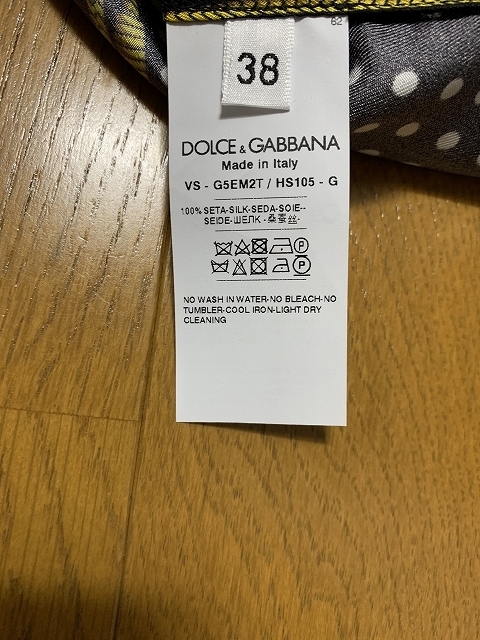 62
38
DOLCE & GABBANA
Made in Italy
VS - G5EM2T / HS105 - G
100% SETA-SILK-SEDA-SOIE--
SEIDE-ШЕЛК -桑蚕丝-
P
P
NO WASH IN WATER-NO BLEACH-NO
TUMBLER-COOL IRON-LIGHT DRY
CLEANING